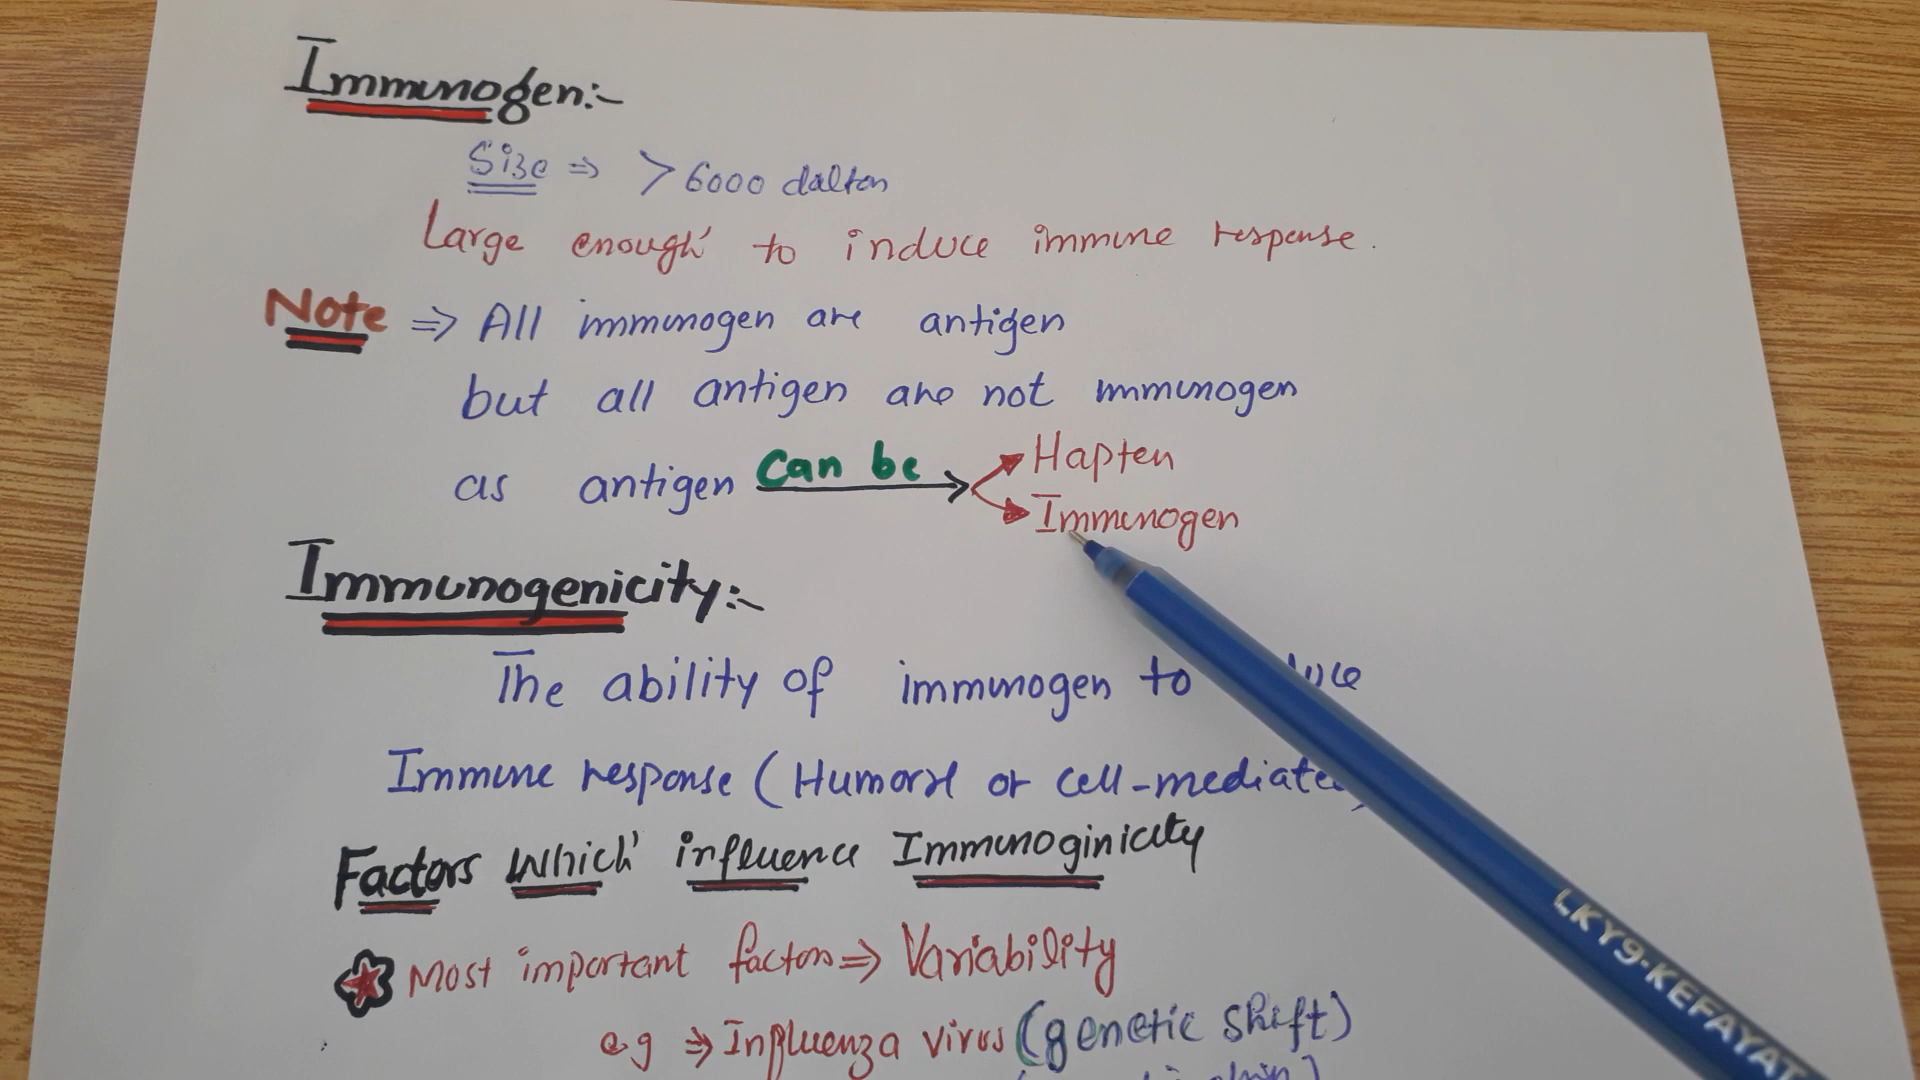 Immunogen:-
Size ⇒ > 6000 dalton
Large enough to induce immune response.
Note ⇒ All immunogen are antigen
but all antigen are not immunogen
as antigen can be → Hapten
Immunogen
Immunogenicity:-
The ability of immunogen to
Immune response (Humoral or cell-mediated)
Factors which influence Immunoginicity
Most important factor ⇒ Variability
e.g ⇒ Influenza virus (genetic shift)
LKY9-KEFAYAT